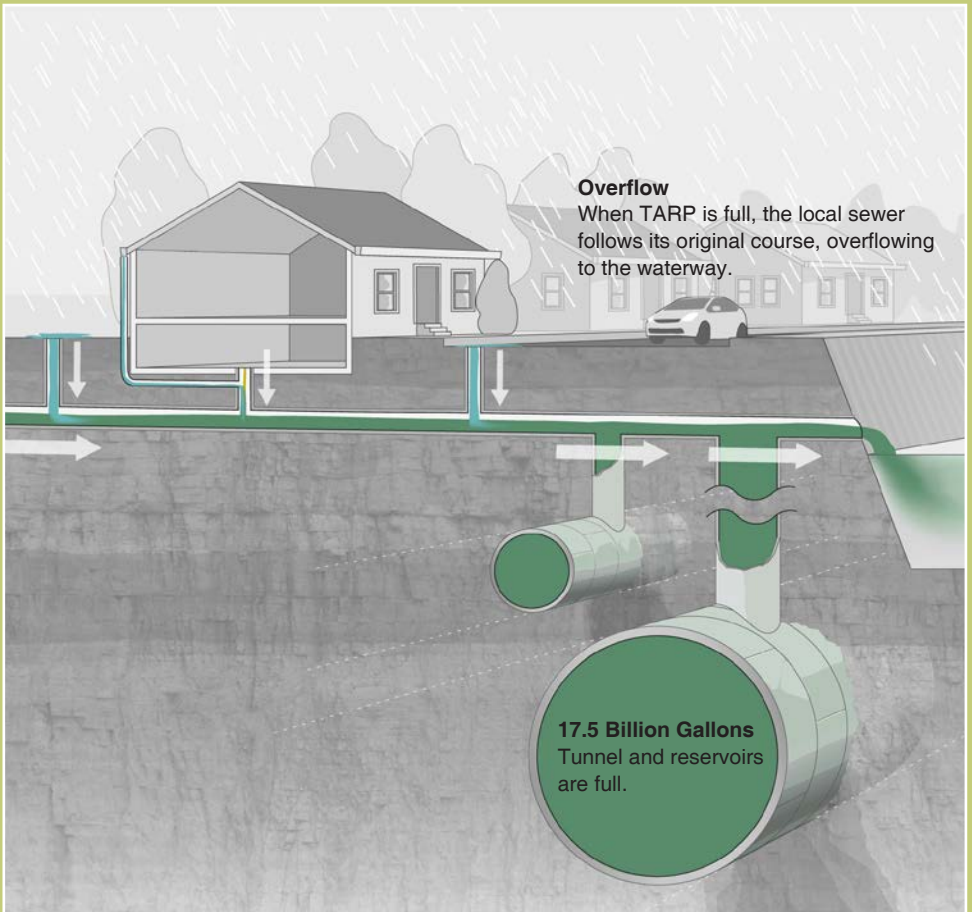 Overflow
When TARP is full, the local sewer
follows its original course, overflowing
to the waterway.
17.5 Billion Gallons
Tunnel and reservoirs
are full.